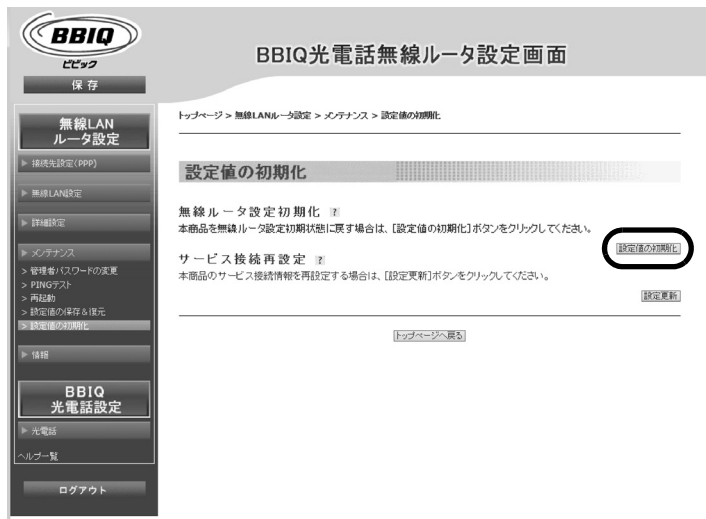 BBIQ
ビビック
BBIQ光電話無線ルータ設定画面
保存
無線LAN
ルータ設定
接続先設定(PPP)
無線LAN設定
詳細設定
メンテナンス
> 管理者パスワードの変更
> PINGテスト
> 再起動
> 設定値の保存&復元
> 設定値の初期化
情報
BBIQ
光電話設定
光電話
ヘルプ一覧
ログアウト
トップページ > 無線LANルータ設定 > メンテナンス > 設定値の初期化
設定値の初期化
無線ルータ設定初期化 ?
本商品を無線ルータ設定初期状態に戻す場合は、[設定値の初期化]ボタンをクリックしてください。
設定値の初期化
サービス接続再設定 ?
本商品のサービス接続情報を再設定する場合は、[設定更新]ボタンをクリックしてください。
設定更新
トップページへ戻る